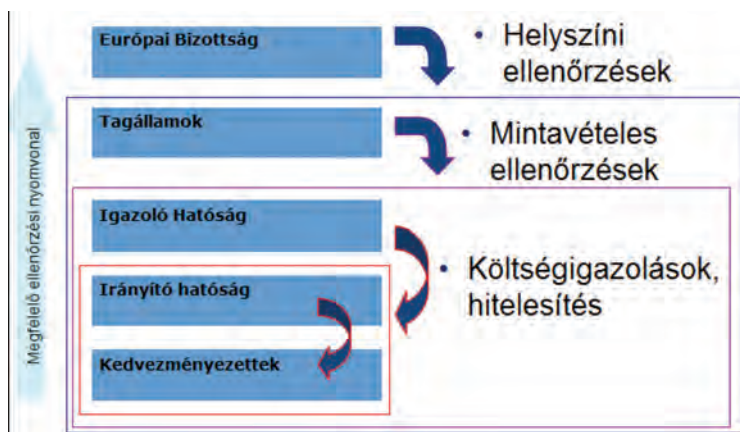 Európai Bizottság
• Helyszíni
ellenőrzések
Tagállamok
• Mintavételes
ellenőrzések
Igazoló Hatóság
• Költségigazolások,
hitelesítés
Irányító hatóság
Kedvezményezettek
Megfelelő ellenőrzési nyomvonal